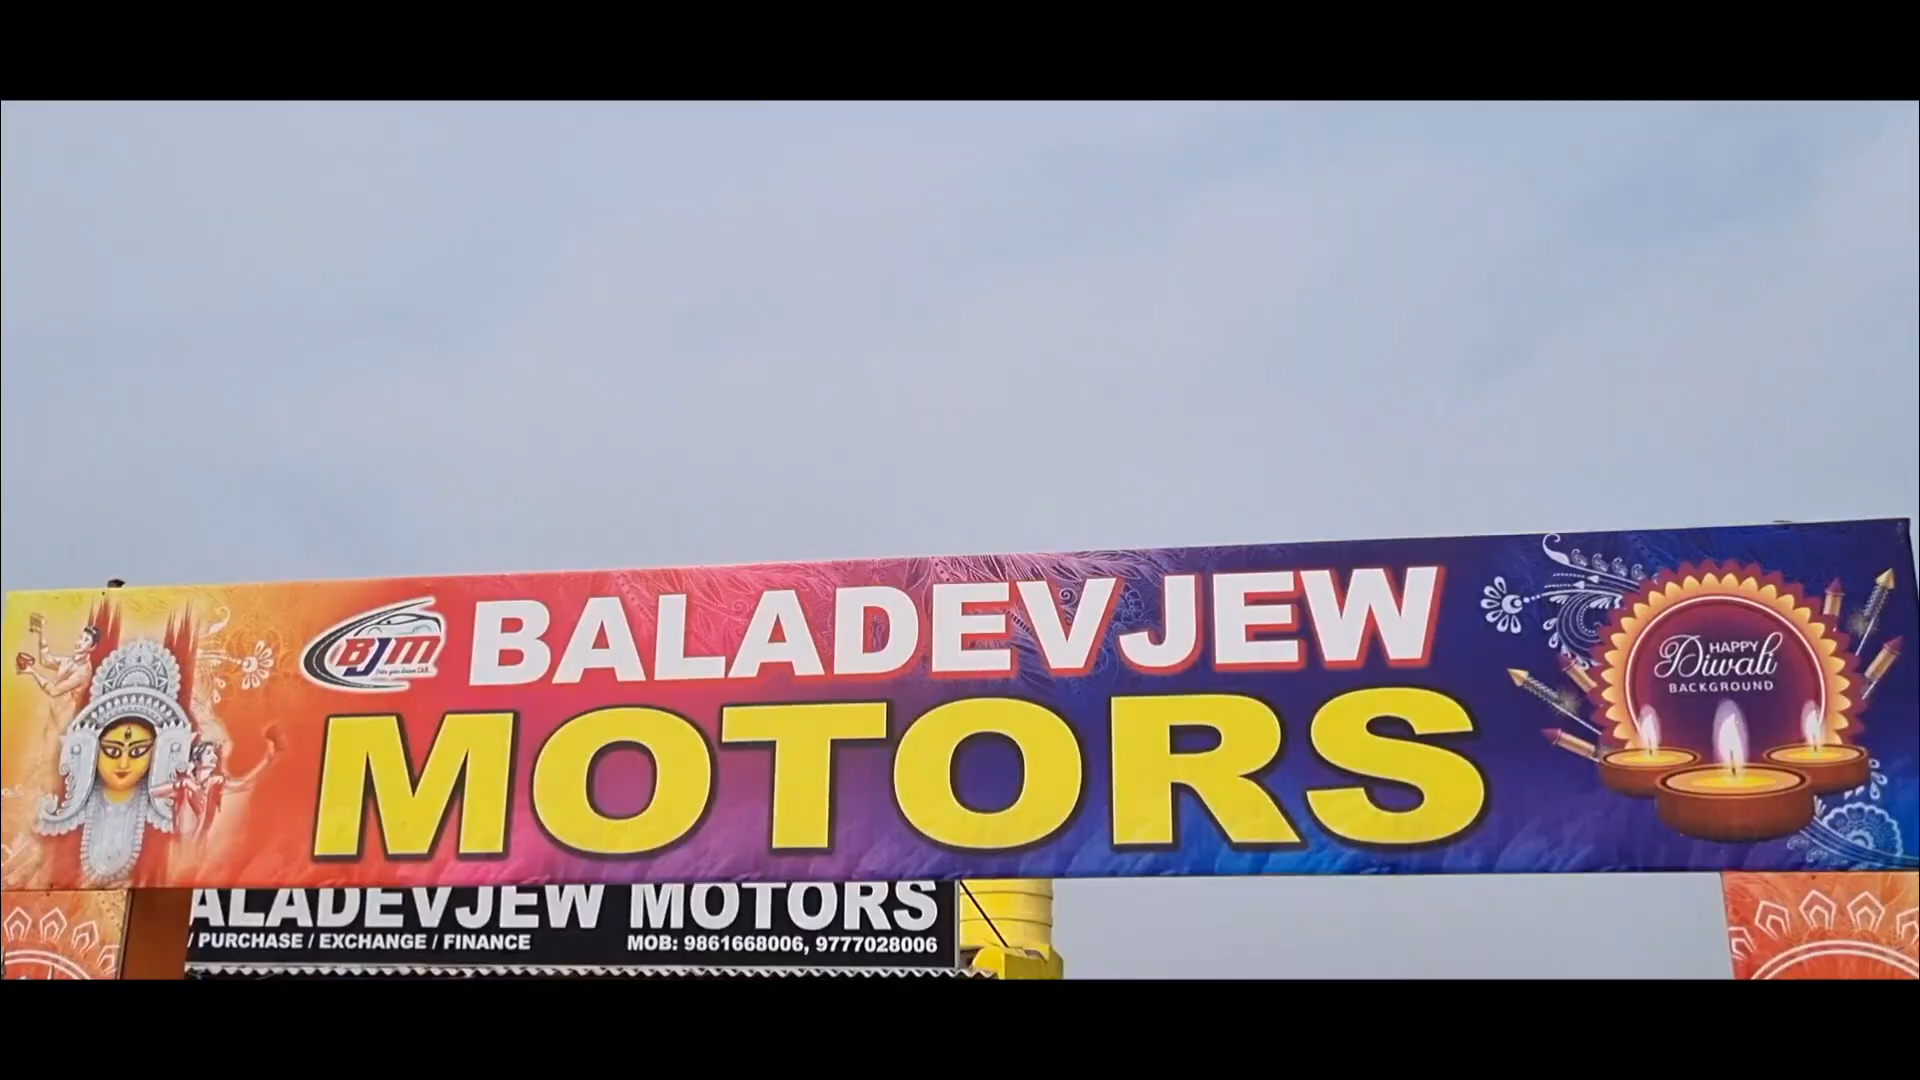 BJM
BALADEVJEW
MOTORS
HAPPY
Diwali
BACKGROUND
ALADEVJEW MOTORS
/ PURCHASE / EXCHANGE / FINANCE
MOB: 9861668006, 9777028006